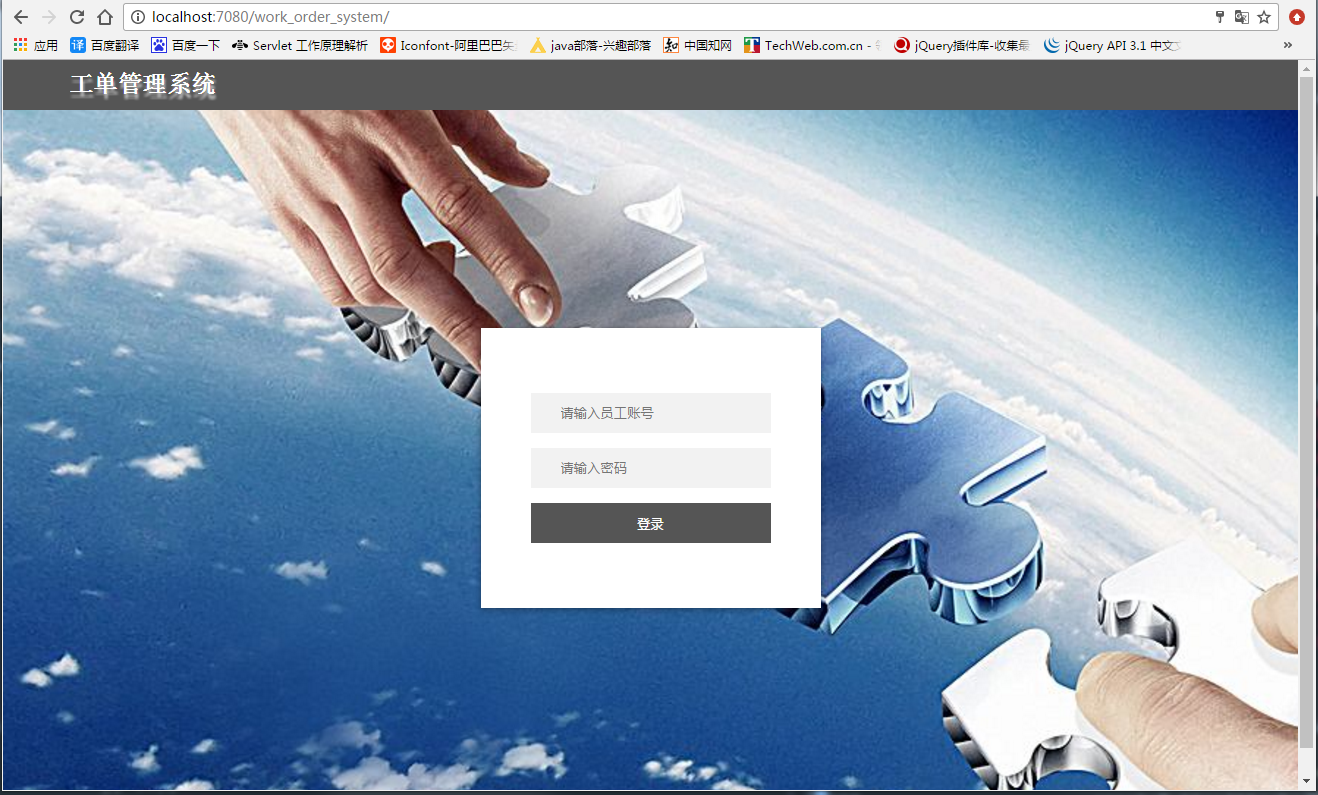 localhost:7080/work_order_system/
应用 译 百度翻译 百度一下 Servlet 工作原理解析 Iconfont-阿里巴巴矢 java部落-兴趣部落 中国知网 TechWeb.com.cn - jQuery插件库-收集最 jQuery API 3.1 中文文 »
工单管理系统
请输入员工账号
请输入密码
登录